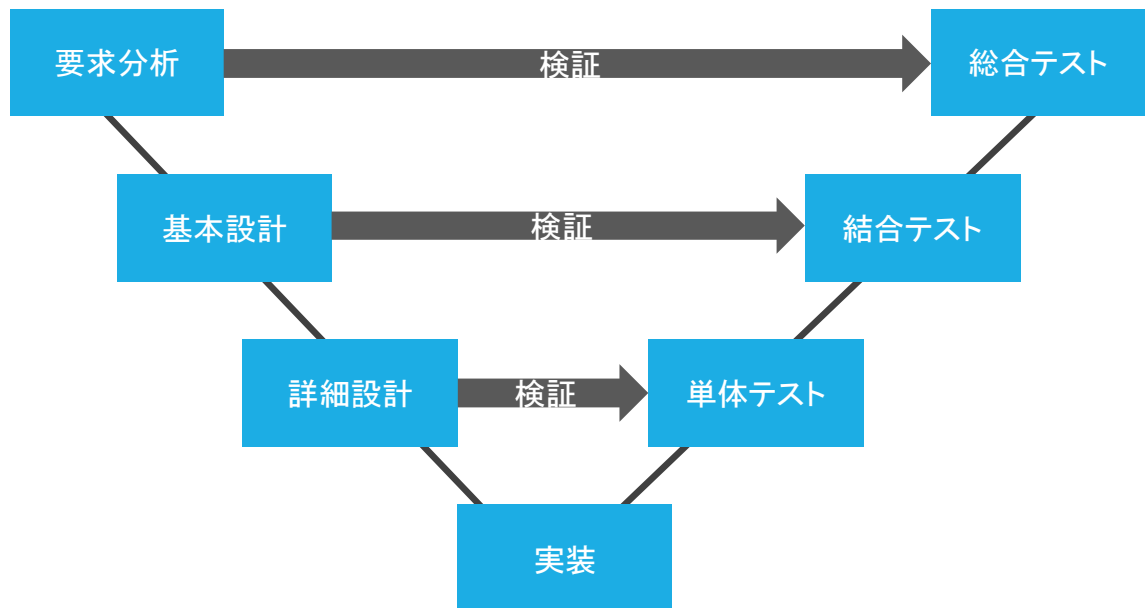 要求分析
検証
総合テスト
基本設計
検証
結合テスト
詳細設計
検証
単体テスト
実装